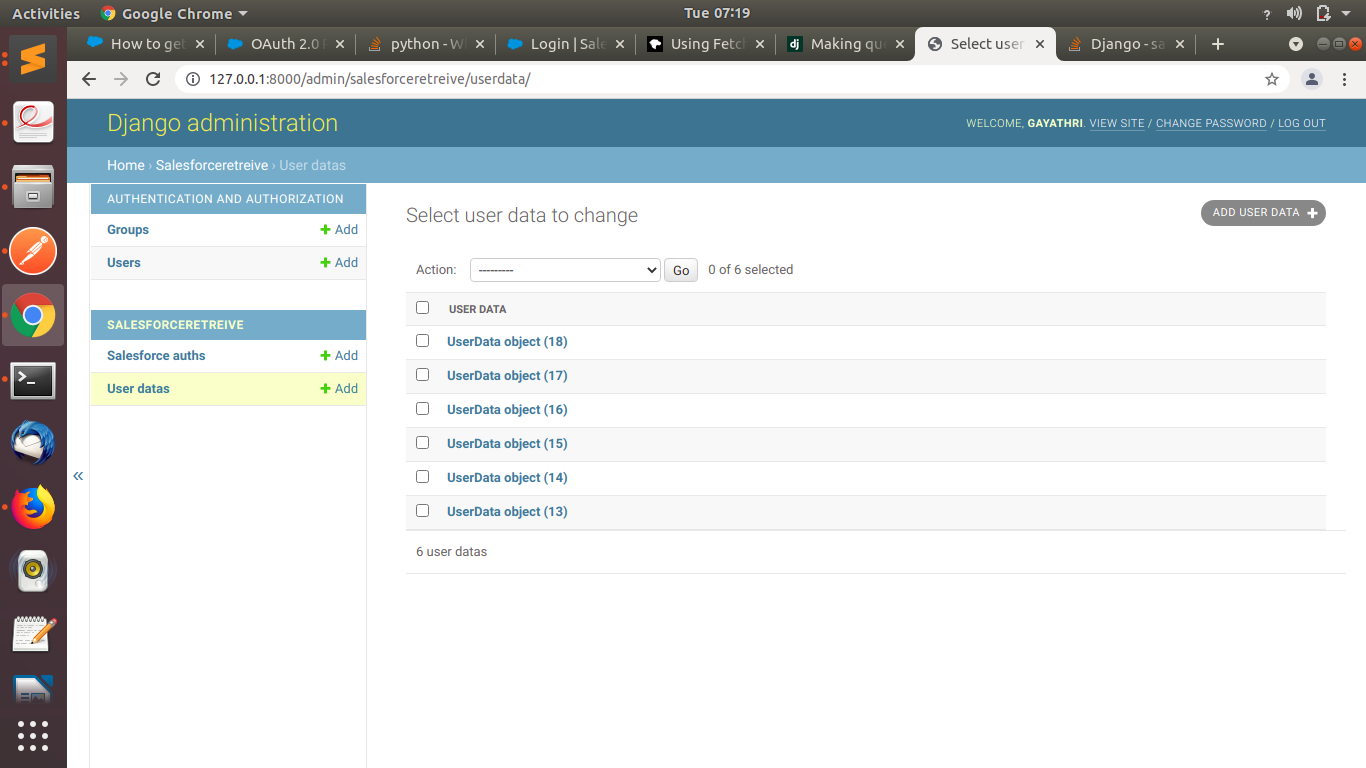 Activities Google Chrome Tue 07:19 ?
How to get OAuth 2.0 python - W Login | Sale Using Fetc Making que Select user Django - sa
127.0.0.1:8000/admin/salesforceretreive/userdata/
Django administration WELCOME, GAYATHRI. VIEW SITE / CHANGE PASSWORD / LOG OUT
Home › Salesforceretreive › User datas
AUTHENTICATION AND AUTHORIZATION
Groups Add
Users Add
SALESFORCERETREIVE
Salesforce auths Add
User datas Add
«
Select user data to change ADD USER DATA
Action: --------- Go 0 of 6 selected
USER DATA
UserData object (18)
UserData object (17)
UserData object (16)
UserData object (15)
UserData object (14)
UserData object (13)
6 user datas